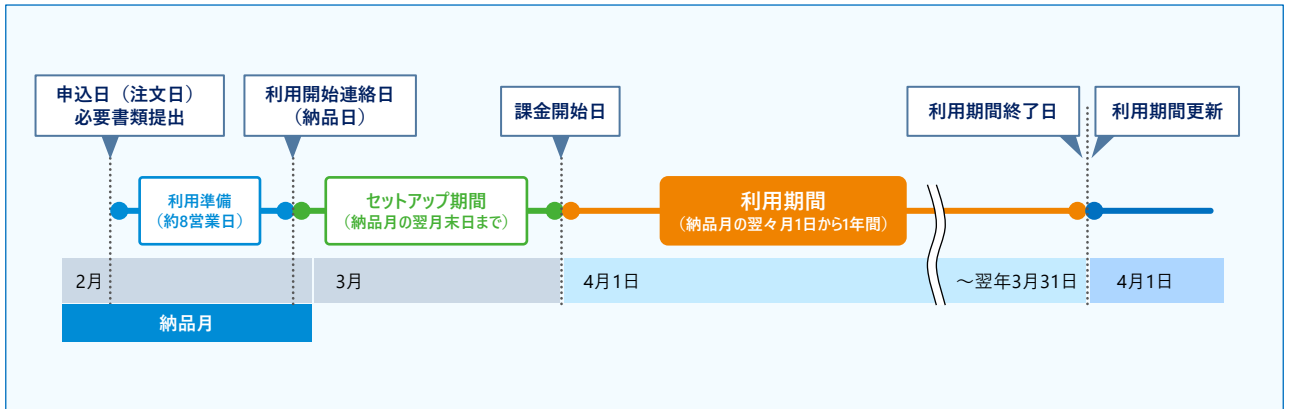 申込日（注文日）
必要書類提出
利用開始連絡日
（納品日）
課金開始日
利用期間終了日
利用期間更新
利用準備
（約8営業日）
セットアップ期間
（納品月の翌月末日まで）
利用期間
（納品月の翌々月1日から1年間）
2月
3月
4月1日
～翌年3月31日
4月1日
納品月